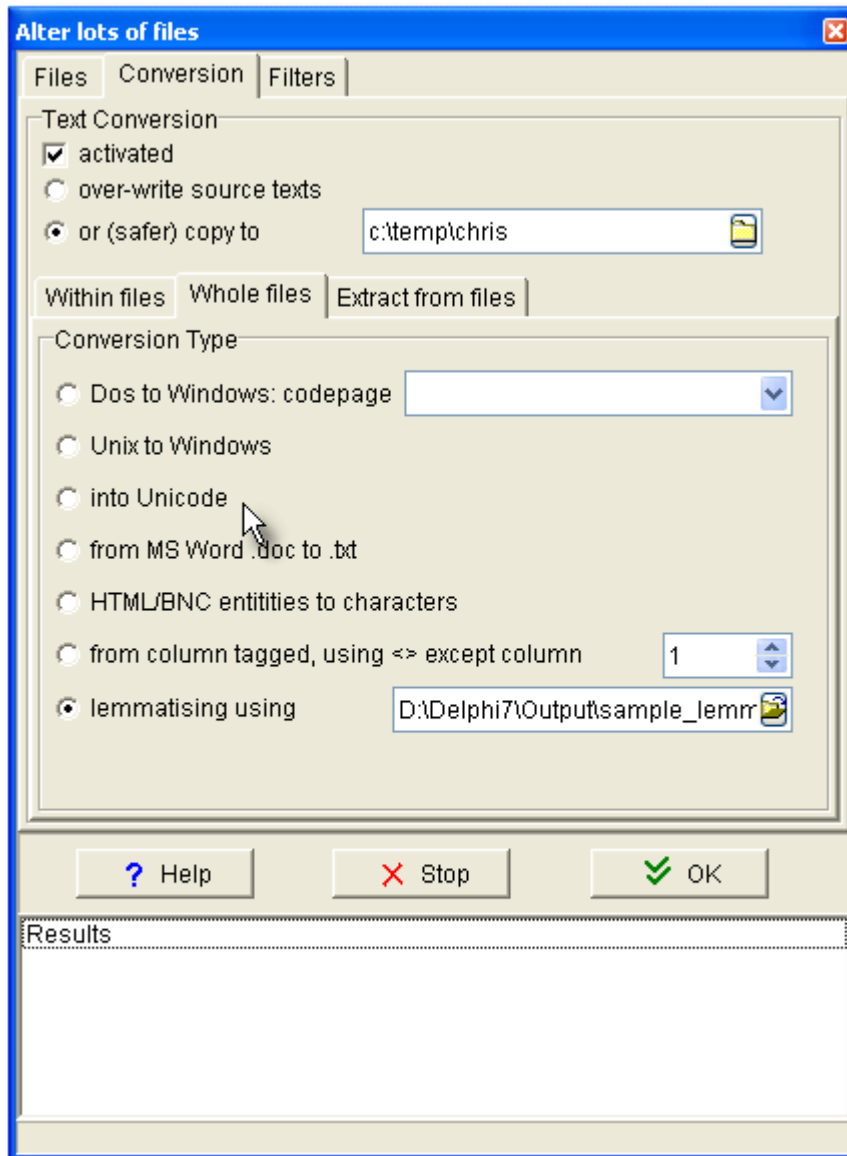 Alter lots of files
Files Conversion Filters
Text Conversion
activated
over-write source texts
or (safer) copy to c:\temp\chris
Within files Whole files Extract from files
Conversion Type
Dos to Windows: codepage
Unix to Windows
into Unicode
from MS Word .doc to .txt
HTML/BNC entitities to characters
from column tagged, using <> except column 1
lemmatising using D:\Delphi7\Output\sample_lemm
? Help Stop OK
Results